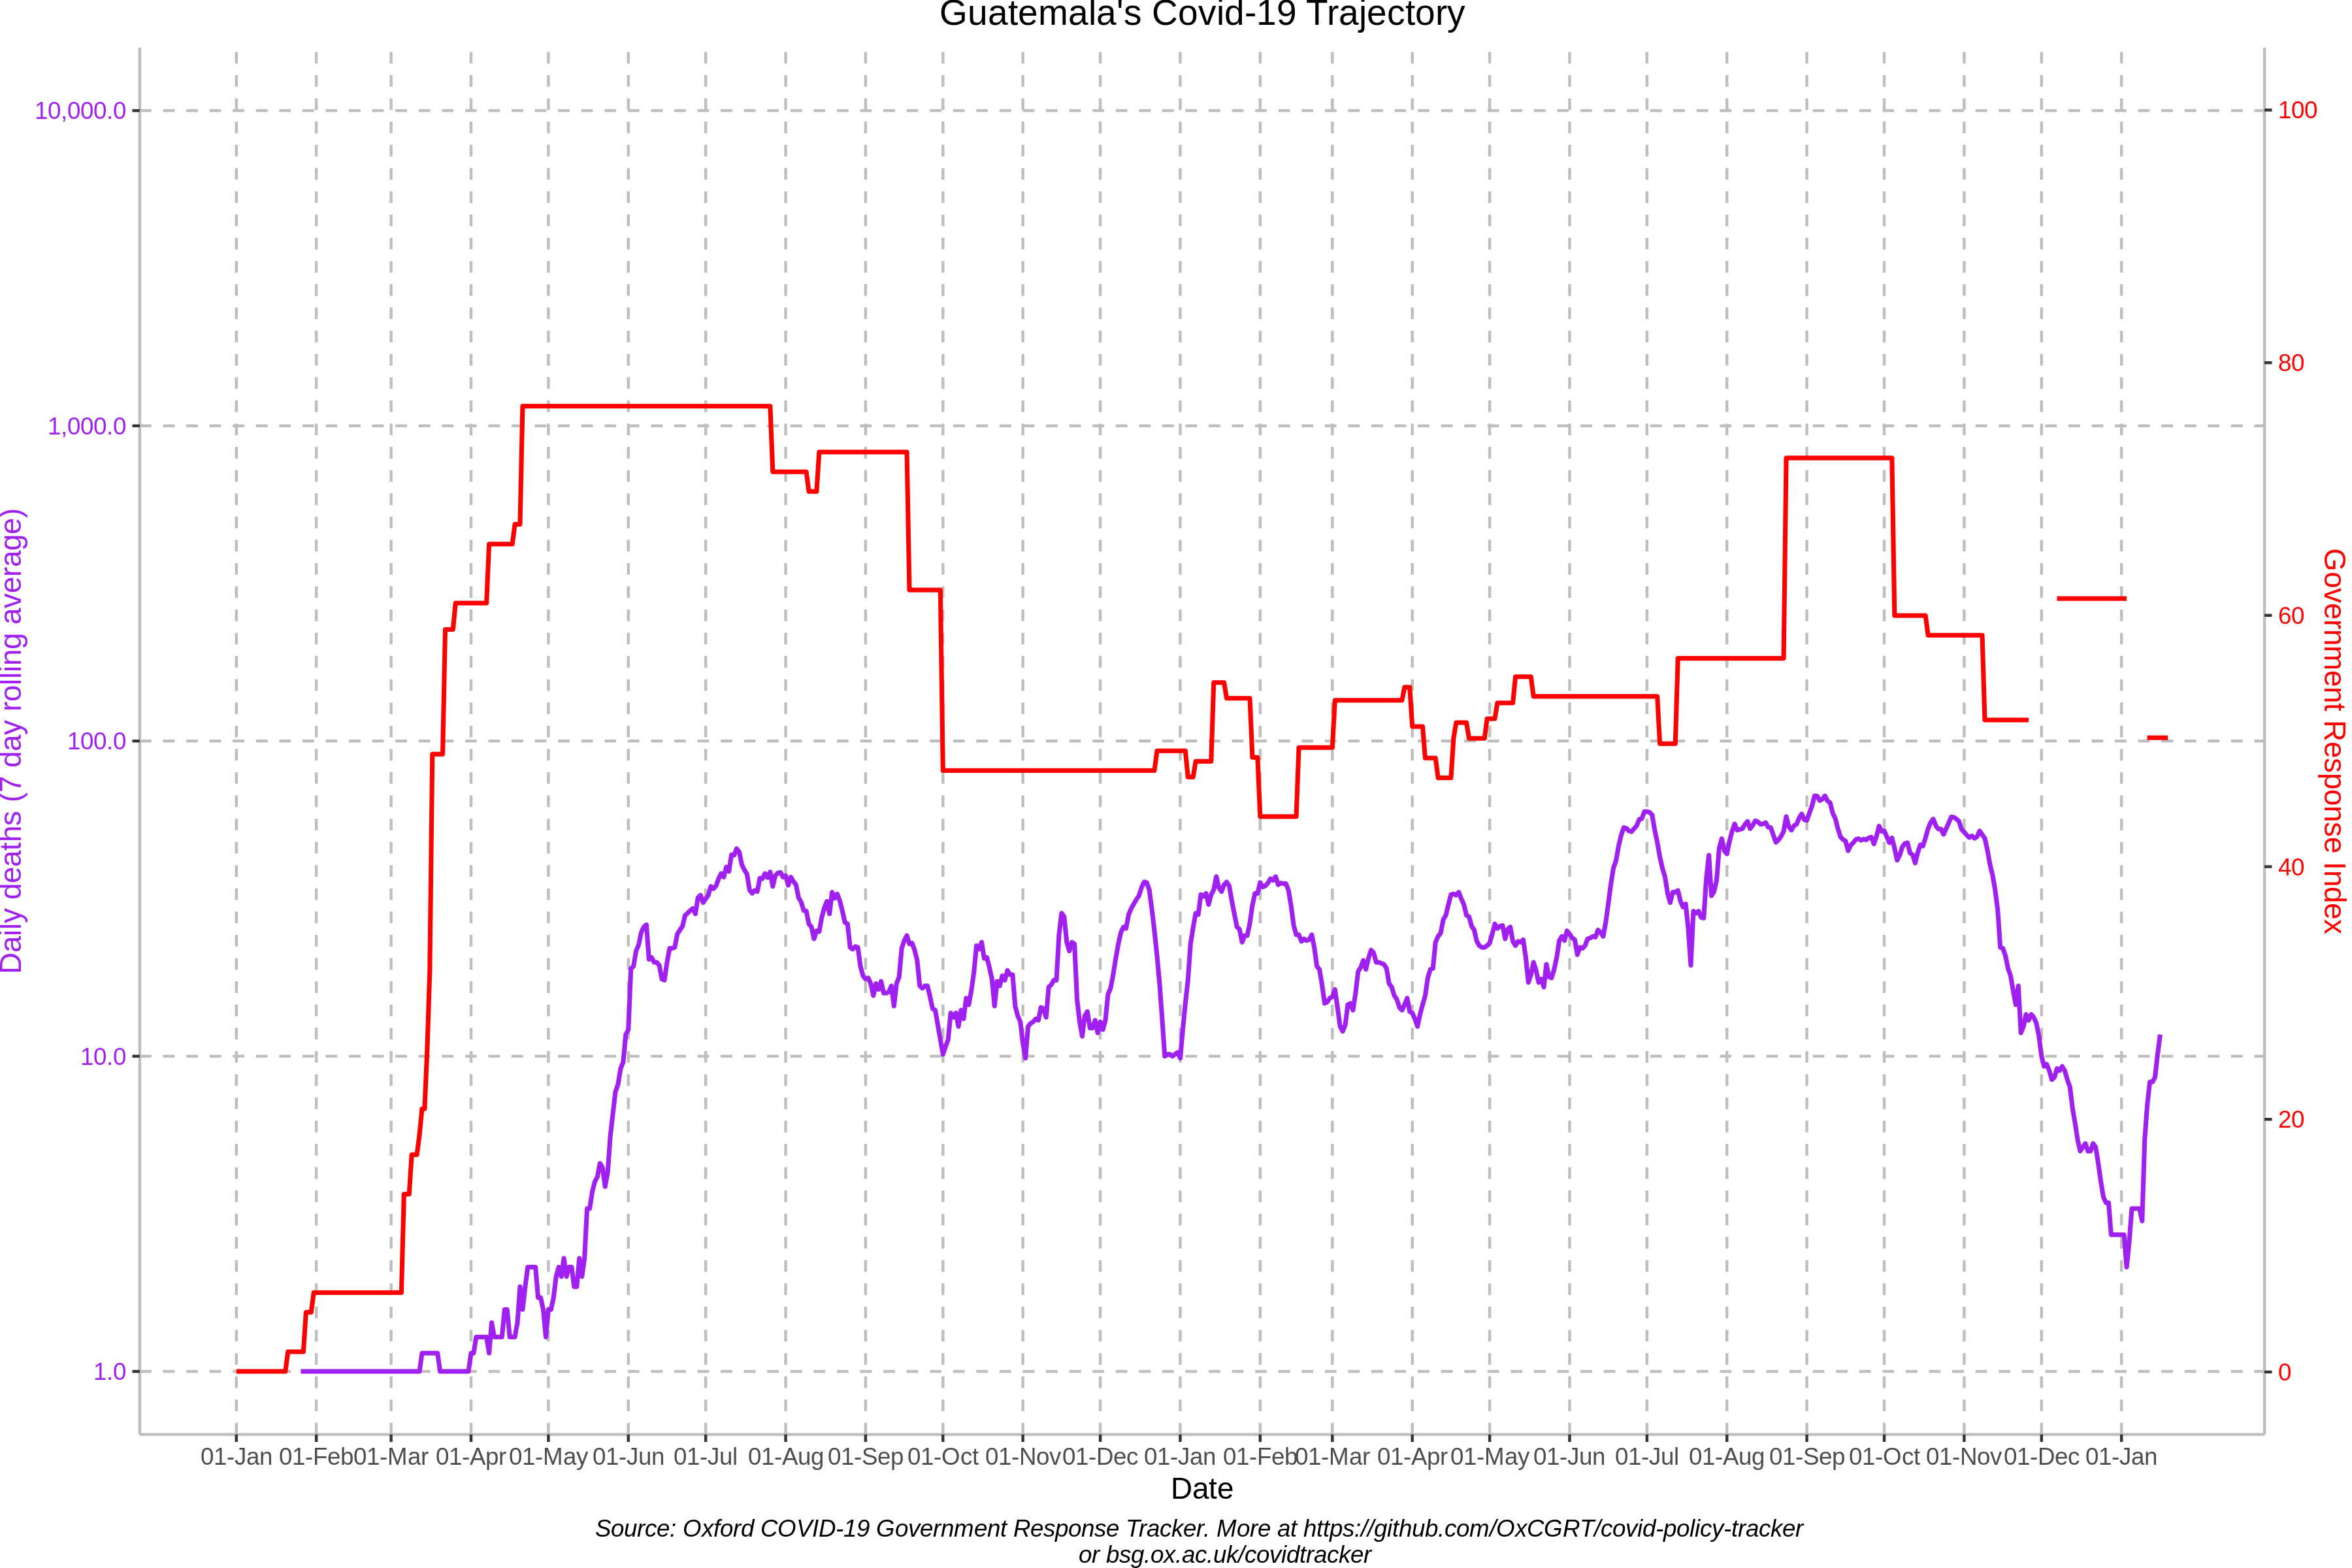 Guatemala's Covid-19 Trajectory
10,000.0
1,000.0
100.0
10.0
1.0
Daily deaths (7 day rolling average)
100
80
60
40
20
0
Government Response Index
01-Jan 01-Feb 01-Mar 01-Apr 01-May 01-Jun 01-Jul 01-Aug 01-Sep 01-Oct 01-Nov 01-Dec 01-Jan 01-Feb 01-Mar 01-Apr 01-May 01-Jun 01-Jul 01-Aug 01-Sep 01-Oct 01-Nov 01-Dec 01-Jan
Date
Source: Oxford COVID-19 Government Response Tracker. More at https://github.com/OxCGRT/covid-policy-tracker
or bsg.ox.ac.uk/covidtracker